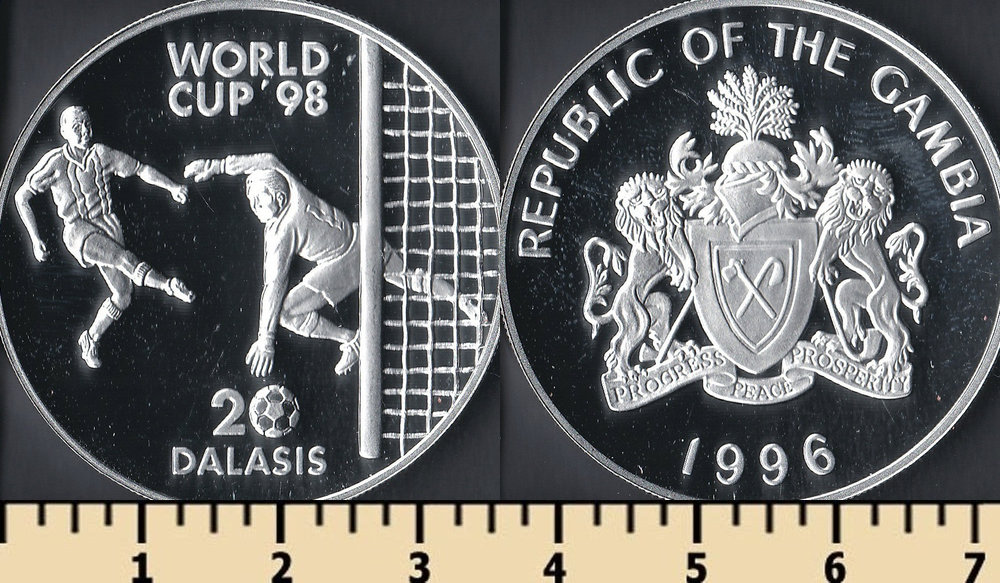 WORLD
CUP '98
20
DALASIS
REPUBLIC OF THE GAMBIA
PROGRESS PEACE PROSPERITY
1996
1 2 3 4 5 6 7